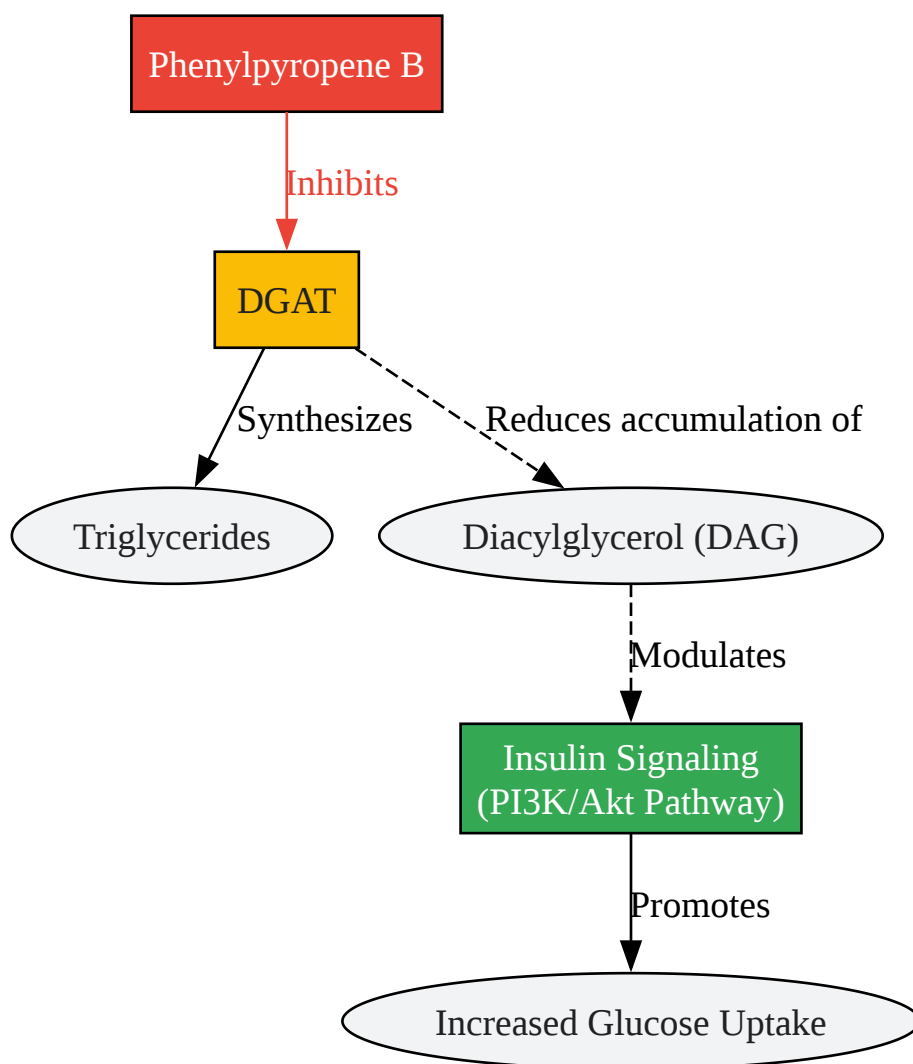 Phenylpyropene B
Inhibits
DGAT
Synthesizes
Reduces accumulation of
Triglycerides
Diacylglycerol (DAG)
Modulates
Insulin Signaling
(PI3K/Akt Pathway)
Promotes
Increased Glucose Uptake